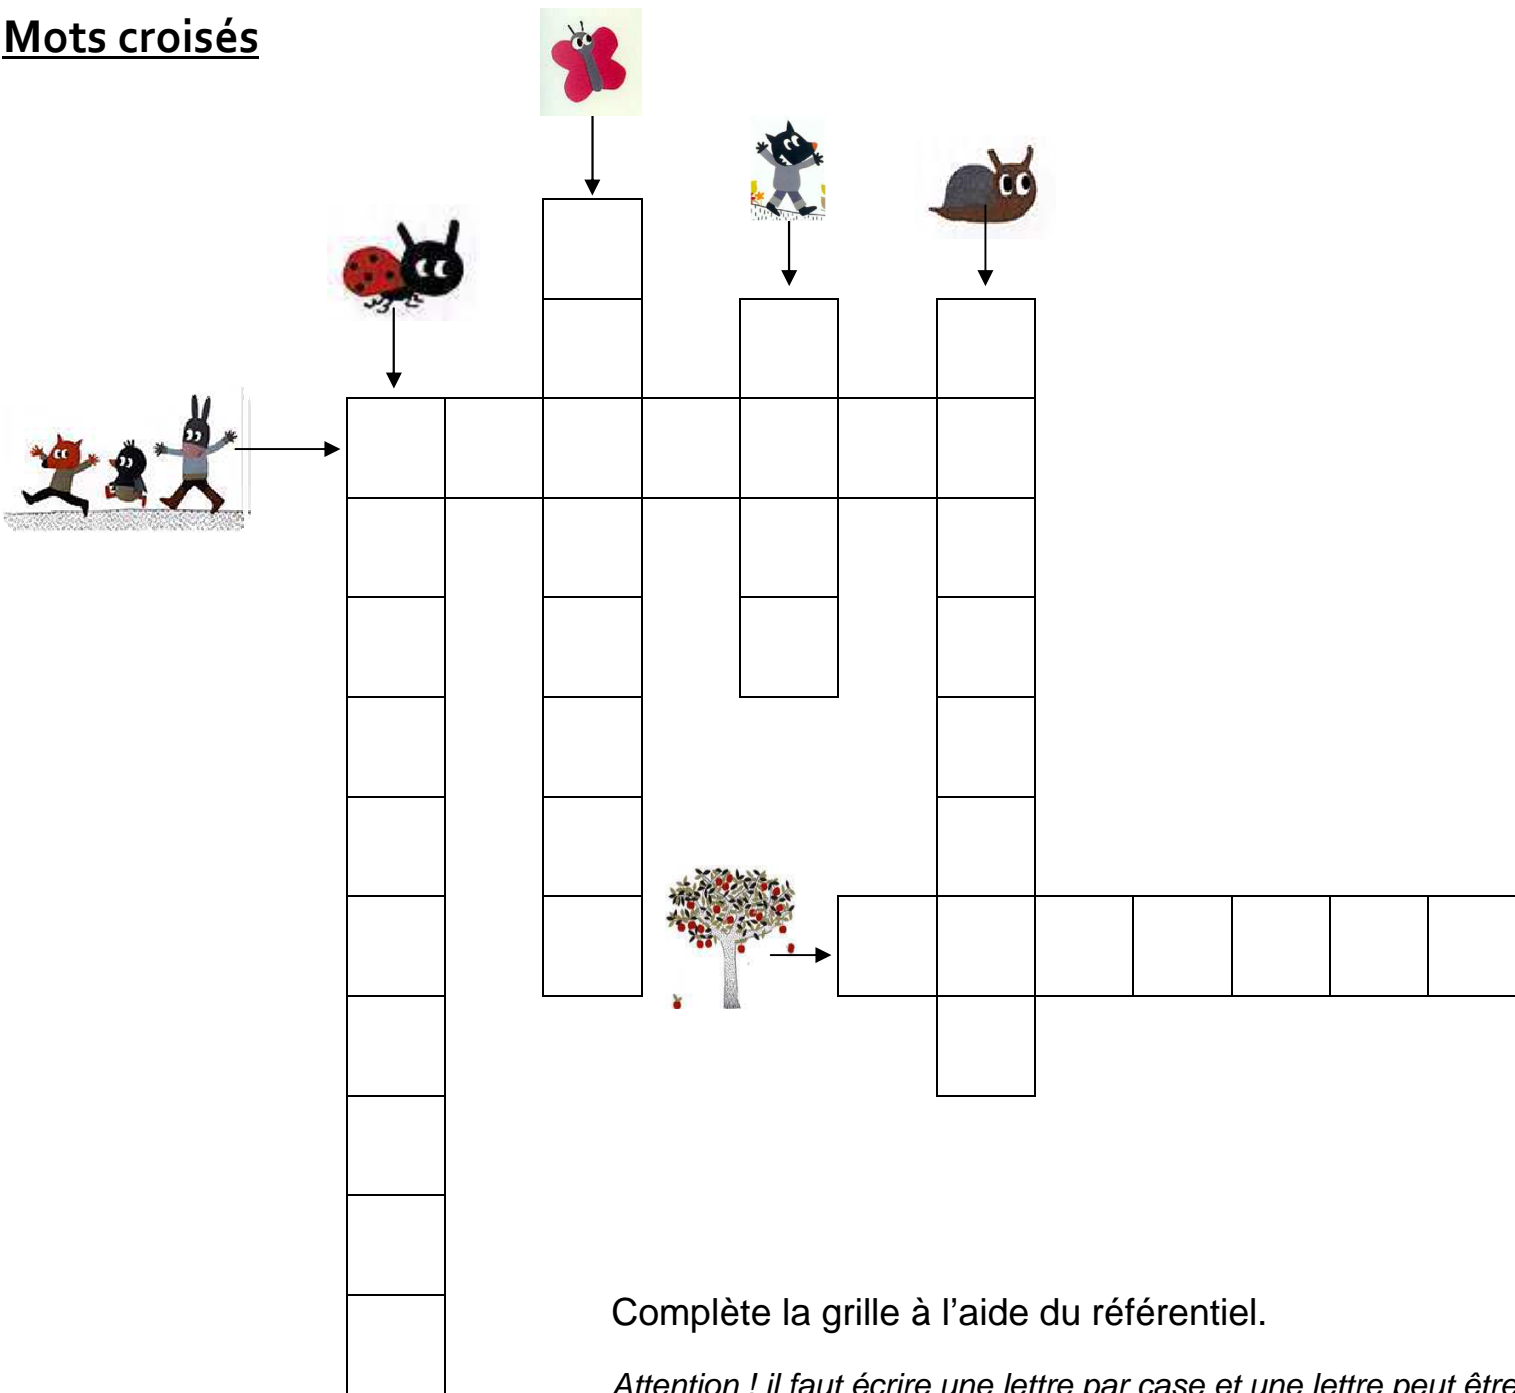 Mots croisés
Complète la grille à l'aide du référentiel.
Attention ! il faut écrire une lettre par case et une lettre peut être